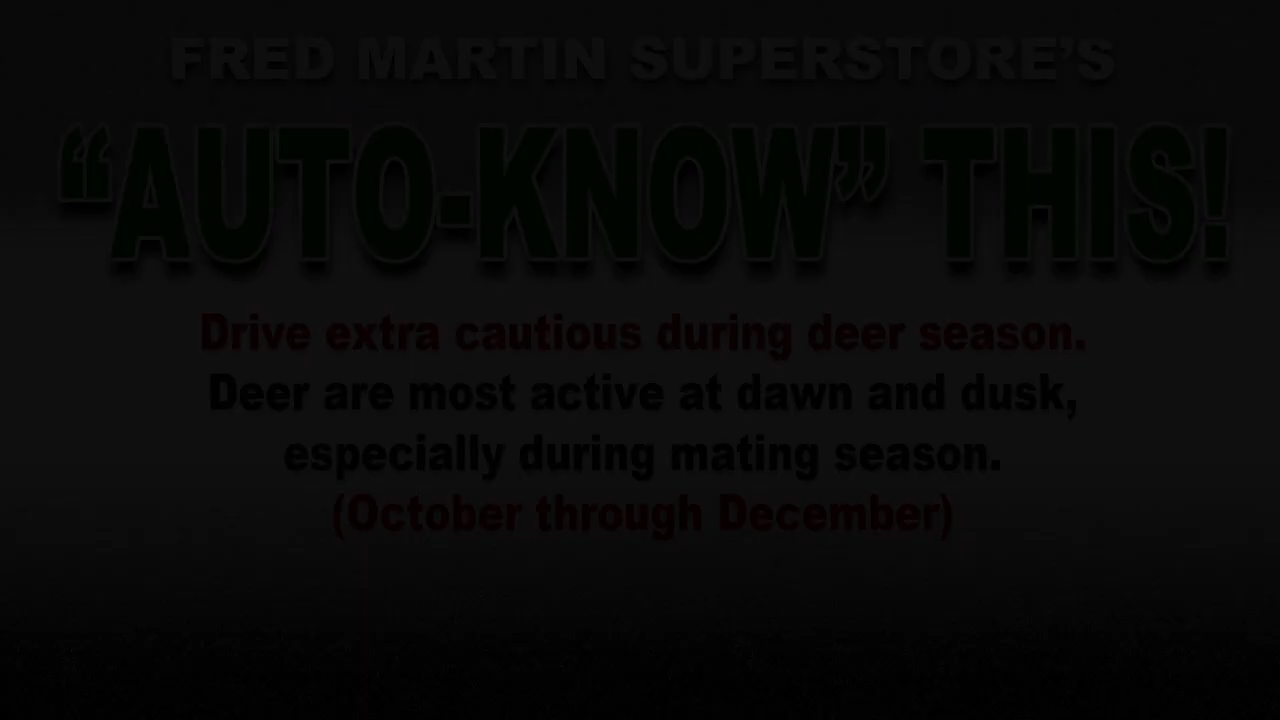 FRED MARTIN SUPERSTORE’S
“AUTO-KNOW” THIS!
Drive extra cautious during deer season.
Deer are most active at dawn and dusk,
especially during mating season.
(October through December)